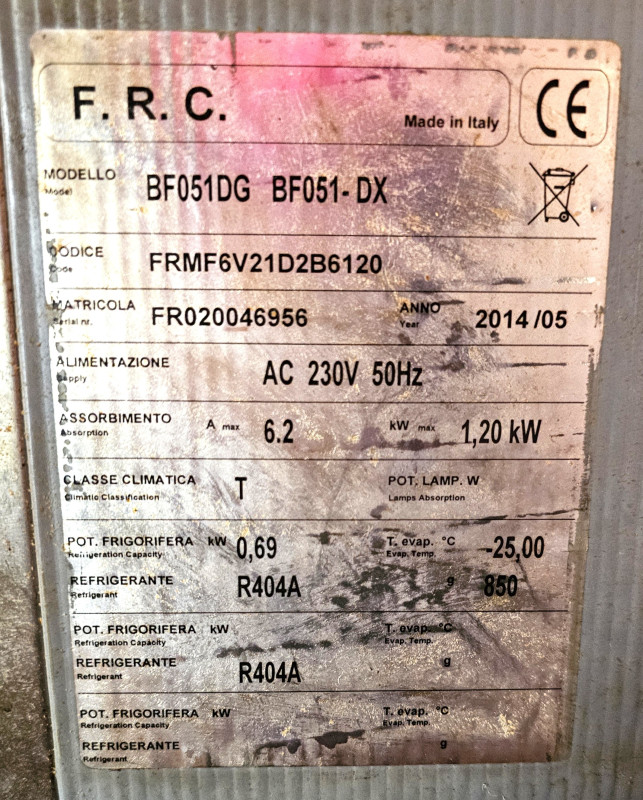 F. R. C.
Made in Italy
CE
MODELLO BF051DG BF051-DX
Model
CODICE FRMF6V21D2B6120
Code
MATRICOLA FR020046956 ANNO 2014 /05
Serial nr. Year
ALIMENTAZIONE AC 230V 50Hz
Supply
ASSORBIMENTO A max 6.2 kW max 1,20 kW
Absorption
CLASSE CLIMATICA T POT. LAMP. W
Climatic Classification Lamps Absorption
POT. FRIGORIFERA kW 0,69 T. evap. °C -25,00
Refrigeration Capacity Evap. Temp.
REFRIGERANTE R404A g 850
Refrigerant
POT. FRIGORIFERA kW T. evap. °C
Refrigeration Capacity Evap. Temp.
REFRIGERANTE R404A g
Refrigerant
POT. FRIGORIFERA kW T. evap. °C
Refrigeration Capacity Evap. Temp.
REFRIGERANTE g
Refrigerant